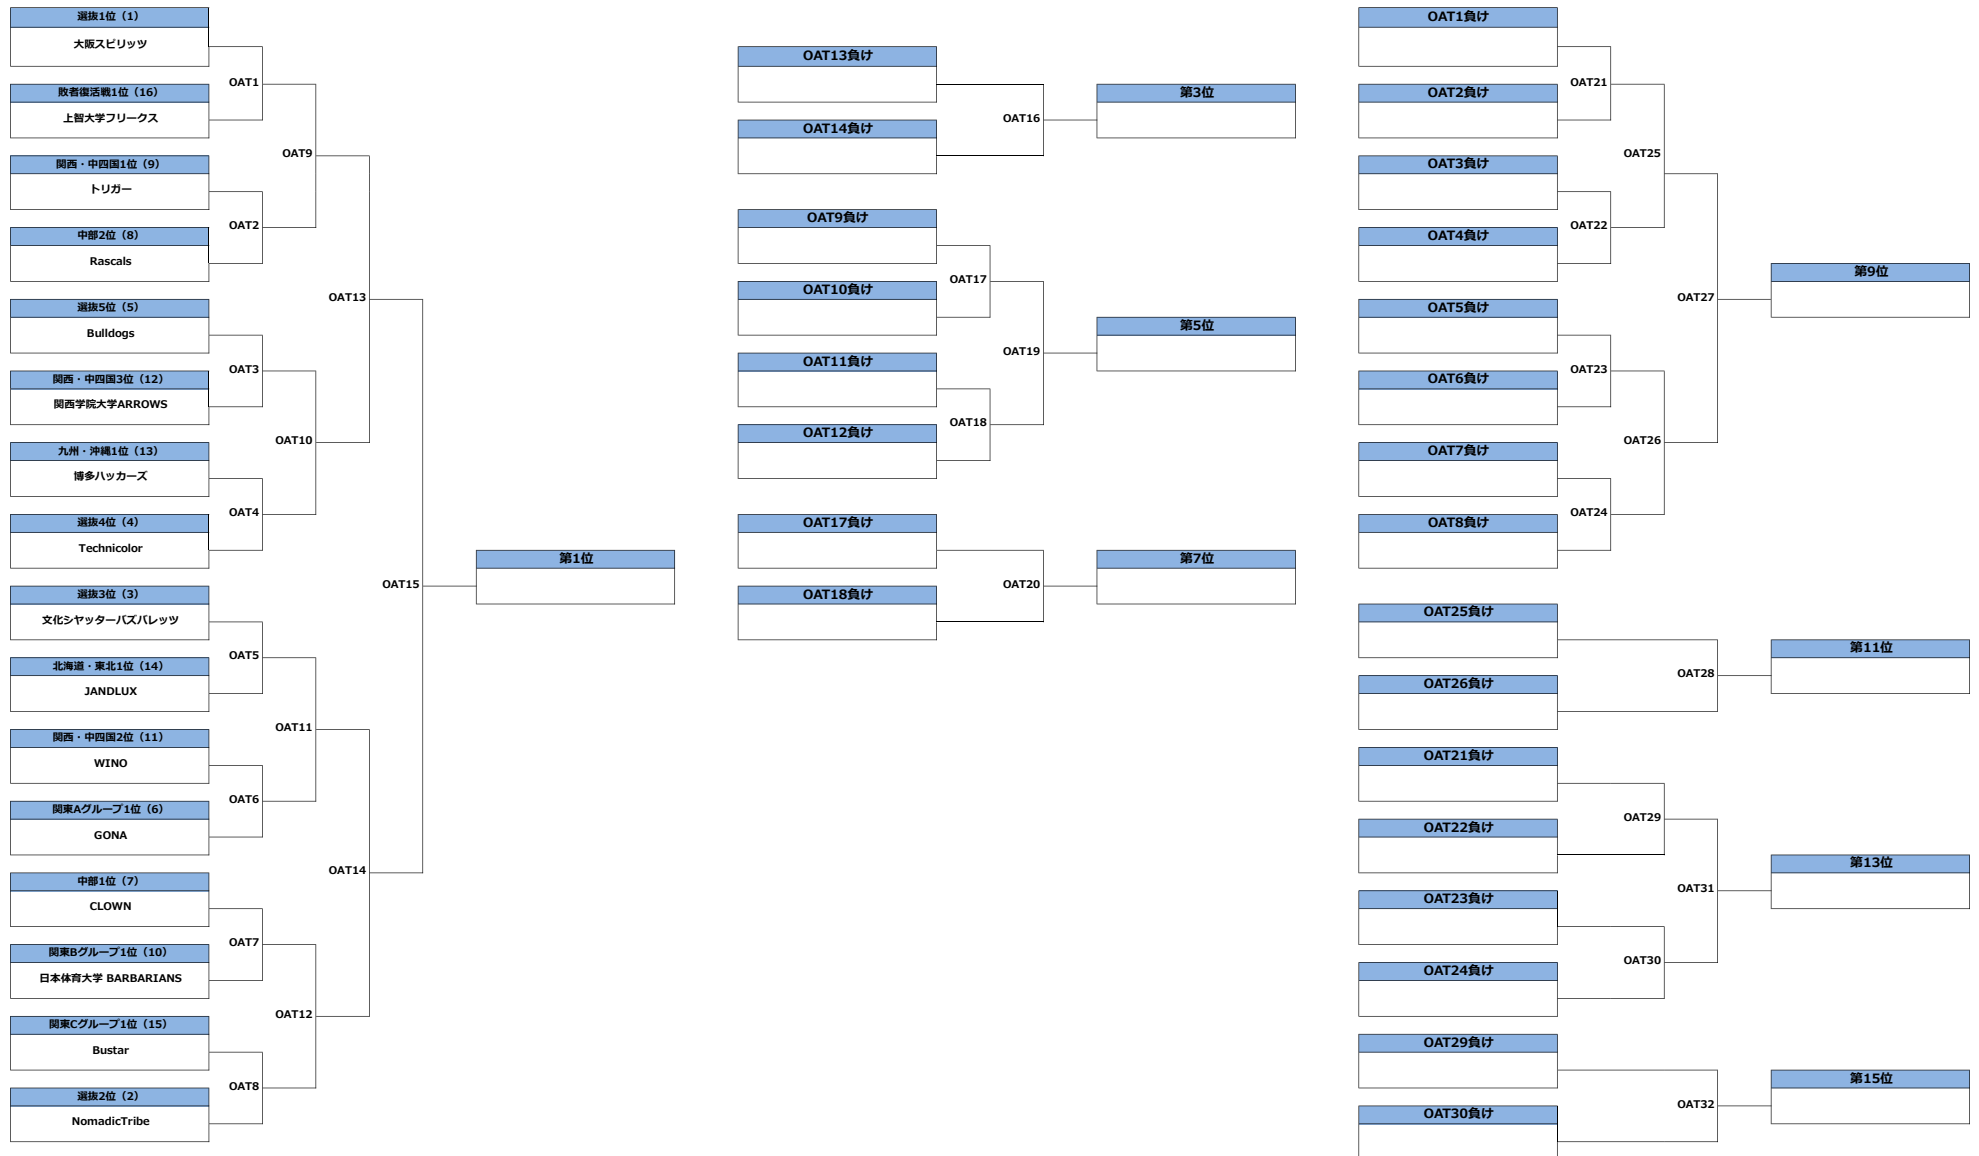 選抜1位（1）
大阪スピリッツ
OAT1
敗者復活戦1位（16）
上智大学フリークス
OAT9
関西・中四国1位（9）
トリガー
OAT2
中部2位（8）
Rascals
OAT13
選抜5位（5）
Bulldogs
OAT3
関西・中四国3位（12）
関西学院大学ARROWS
OAT10
九州・沖縄1位（13）
博多ハッカーズ
OAT4
選抜4位（4）
Technicolor
OAT15
第1位
選抜3位（3）
文化シヤッターバズバレッツ
OAT5
北海道・東北1位（14）
JANDLUX
OAT11
関西・中四国2位（11）
WINO
OAT6
関東Aグループ1位（6）
GONA
OAT14
中部1位（7）
CLOWN
OAT7
関東Bグループ1位（10）
日本体育大学 BARBARIANS
OAT12
関東Cグループ1位（15）
Bustar
OAT8
選抜2位（2）
NomadicTribe
OAT13負け
OAT16
第3位
OAT14負け
OAT9負け
OAT17
OAT10負け
OAT19
第5位
OAT11負け
OAT18
OAT12負け
OAT17負け
OAT20
第7位
OAT18負け
OAT1負け
OAT21
OAT2負け
OAT25
OAT3負け
OAT22
OAT4負け
OAT27
第9位
OAT5負け
OAT23
OAT6負け
OAT26
OAT7負け
OAT24
OAT8負け
OAT25負け
OAT28
第11位
OAT26負け
OAT21負け
OAT29
OAT22負け
OAT31
第13位
OAT23負け
OAT30
OAT24負け
OAT29負け
OAT32
第15位
OAT30負け